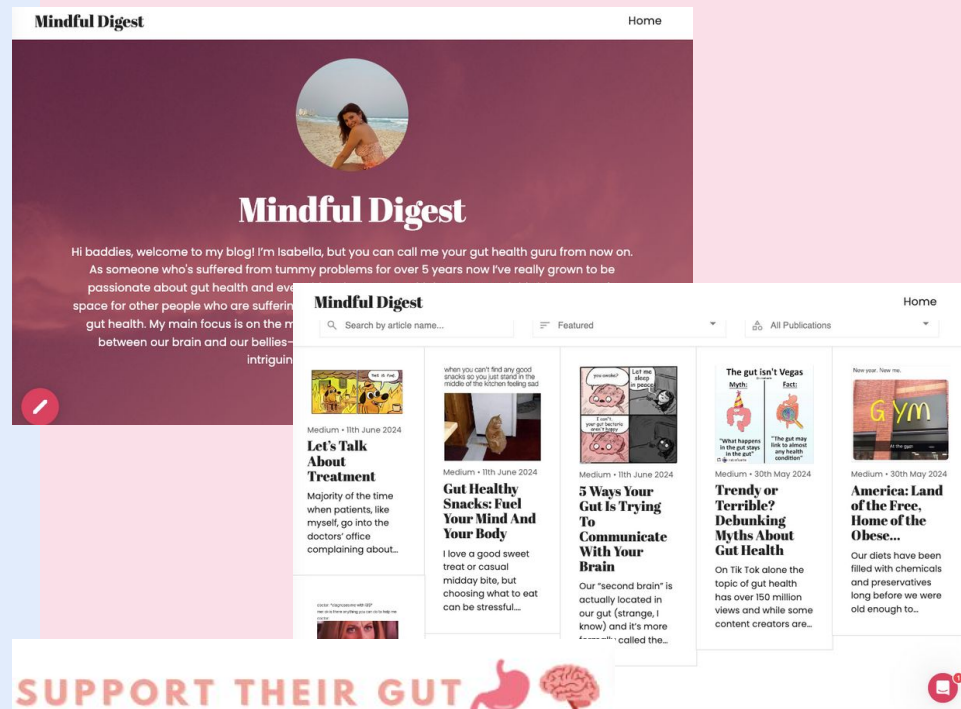 Mindful Digest
Home
Mindful Digest
Hi baddies, welcome to my blog! I'm Isabella, but you can call me your gut health guru from now on.
As someone who's suffered from tummy problems for over 5 years now I've really grown to be
passionate about gut health and
space for other people who are
gut health. My main focus is on the
between our brain and our bellies-
Mindful Digest
Home
Search by article name...
Featured
All Publications
this is fine.
Medium • 11th June 2024
Let's Talk
About
Treatment
Majority of the time
when patients, like
myself, go into the
doctors' office
complaining about...
when you can't find any good
snacks so you just stand in the
middle of the kitchen feeling sad
Medium • 11th June 2024
Gut Healthy
Snacks: Fuel
Your Mind And
Your Body
I love a good sweet
treat or casual
midday bite, but
choosing what to eat
can be stressful....
you awake?
Let me
sleep
in peace
I can't.
your gut bacteria
aren't happy
Medium • 11th June 2024
5 Ways Your
Gut Is Trying
To
Communicate
With Your
Brain
Our "second brain" is
actually located in
our gut (strange, I
know) and it's more
formally called the...
The gut isn't Vegas
Myth:
Fact:
"What happens
in the gut stays
in the gut"
"The gut may
link to almost
any health
condition"
Medium • 30th May 2024
Trendy or
Terrible?
Debunking
Myths About
Gut Health
On Tik Tok alone the
topic of gut health
has over 150 million
views and while some
content creators are...
New year. New me.
GYM
At the gym
Medium • 30th May 2024
America: Land
of the Free,
Home of the
Obese...
Our diets have been
filled with chemicals
and preservatives
long before we were
old enough to...
SUPPORT THEIR GUT